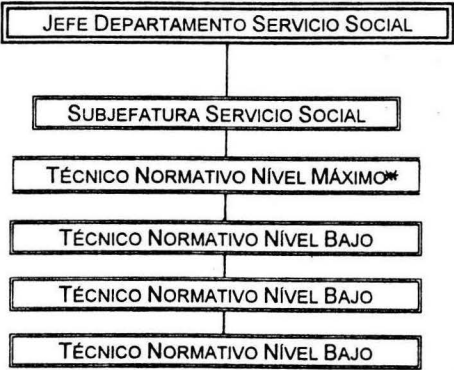 JEFE DEPARTAMENTO SERVICIO SOCIAL
SUBJEFATURA SERVICIO SOCIAL
TÉCNICO NORMATIVO NÍVEL MÁXIMO**
TÉCNICO NORMATIVO NÍVEL BAJO
TÉCNICO NORMATIVO NÍVEL BAJO
TÉCNICO NORMATIVO NÍVEL BAJO